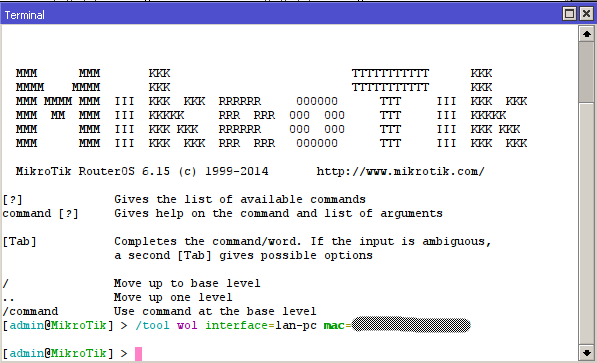 Terminal
MMM      MMM       KKK                          TTTTTTTTTTT      KKK
MMMM    MMMM       KKK                          TTTTTTTTTTT      KKK
MMM MMMM MMM  III  KKK  KKK  RRRRRR     OOOOOO      TTT     III  KKK  KKK
MMM  MM  MMM  III  KKKKK     RRR  RRR  OOO  OOO     TTT     III  KKKKK
MMM      MMM  III  KKK KKK   RRRRRR    OOO  OOO     TTT     III  KKK KKK
MMM      MMM  III  KKK  KKK  RRR  RRR   OOOOOO      TTT     III  KKK  KKK
MikroTik RouterOS 6.15 (c) 1999-2014       http://www.mikrotik.com/
[?]             Gives the list of available commands
command [?]     Gives help on the command and list of arguments
[Tab]           Completes the command/word. If the input is ambiguous,
a second [Tab] gives possible options
/               Move up to base level
..              Move up one level
/command        Use command at the base level
[admin@MikroTik] > /tool wol interface=lan-pc mac=
[admin@MikroTik] >